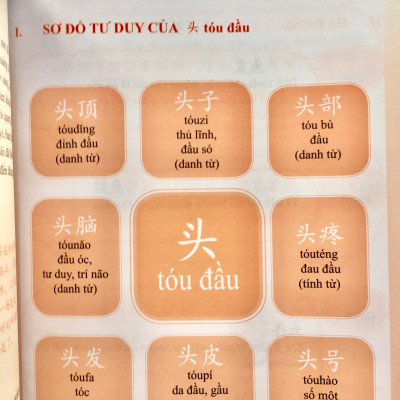 I. SƠ ĐỒ TƯ DUY CỦA 头 tóu đầu
头顶
tóudǐng
đỉnh đầu
(danh từ)
头子
tóuzi
thủ lĩnh,
đầu sỏ
(danh từ)
头部
tóu bù
đầu
(danh từ)
头脑
tóunǎo
đầu óc,
tư duy, trí não
(danh từ)
头
tóu đầu
头疼
tóuténg
đau đầu
(tính từ)
头发
tóufa
tóc
头皮
tóupí
da đầu, gầu
头号
tóuhào
số một